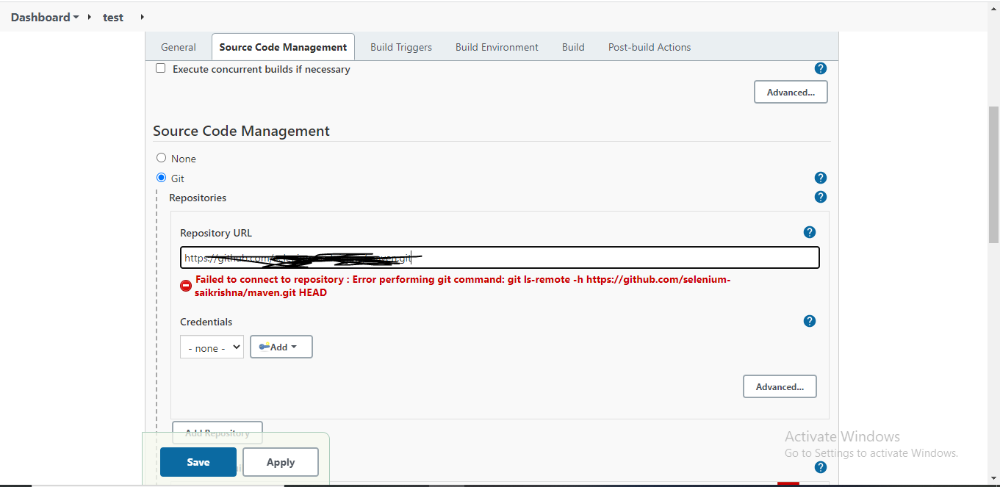 Dashboard test
General Source Code Management Build Triggers Build Environment Build Post-build Actions
Execute concurrent builds if necessary
Advanced...
Source Code Management
None
Git
Repositories
Repository URL
https://github.com/
Failed to connect to repository : Error performing git command: git ls-remote -h https://github.com/selenium-
saikrishna/maven.git HEAD
Credentials
- none - Add
Advanced...
Add Repository
Activate Windows
Go to Settings to activate Windows.
Save Apply